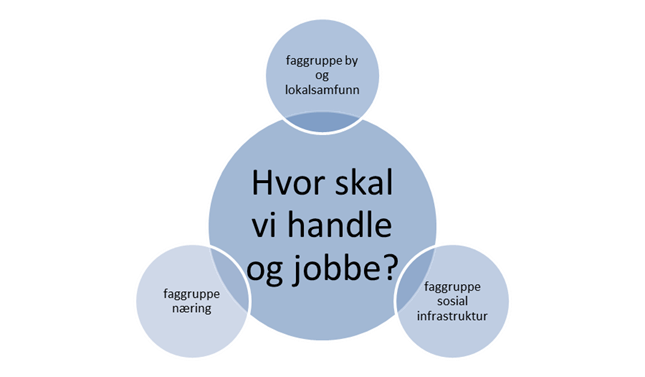 faggruppe by
og
lokalsamfunn
Hvor skal
vi handle
og jobbe?
faggruppe
næring
faggruppe
sosial
infrastruktur